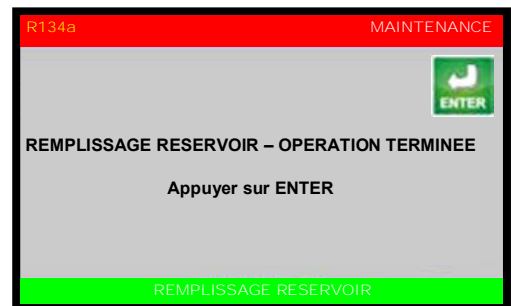 R134a MAINTENANCE
ENTER
REMPLISSAGE RESERVOIR – OPERATION TERMINEE
Appuyer sur ENTER
REMPLISSAGE RESERVOIR